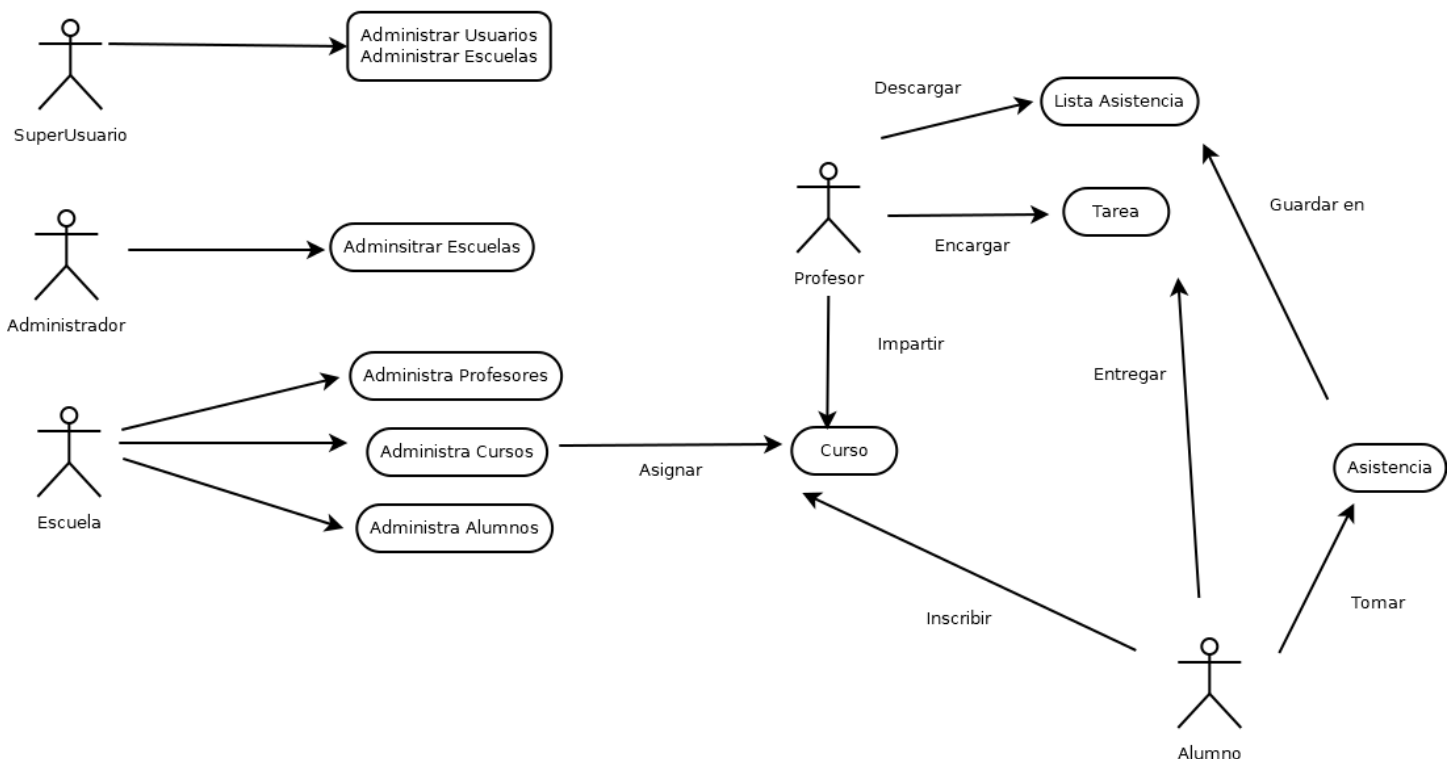 Administrar Usuarios
Administrar Escuelas
SuperUsuario
Adminsitrar Escuelas
Administrador
Administra Profesores
Administra Cursos
Administra Alumnos
Escuela
Asignar
Descargar
Lista Asistencia
Tarea
Encargar
Profesor
Guardar en
Impartir
Entregar
Curso
Asistencia
Inscribir
Tomar
Alumno